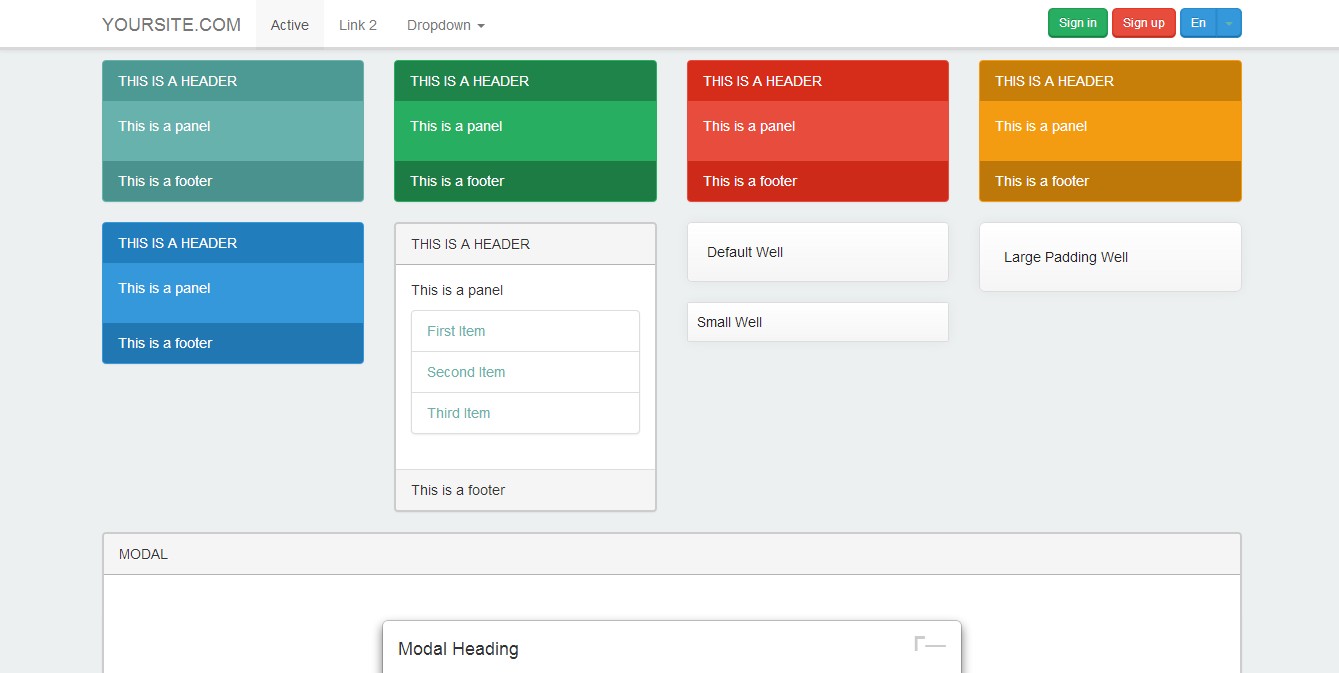 YOURSITE.COM Active Link 2 Dropdown Sign in Sign up En
THIS IS A HEADER
This is a panel
This is a footer
THIS IS A HEADER
This is a panel
This is a footer
THIS IS A HEADER
This is a panel
This is a footer
THIS IS A HEADER
This is a panel
This is a footer
THIS IS A HEADER
This is a panel
This is a footer
THIS IS A HEADER
This is a panel
First Item
Second Item
Third Item
This is a footer
Default Well
Small Well
Large Padding Well
MODAL
Modal Heading